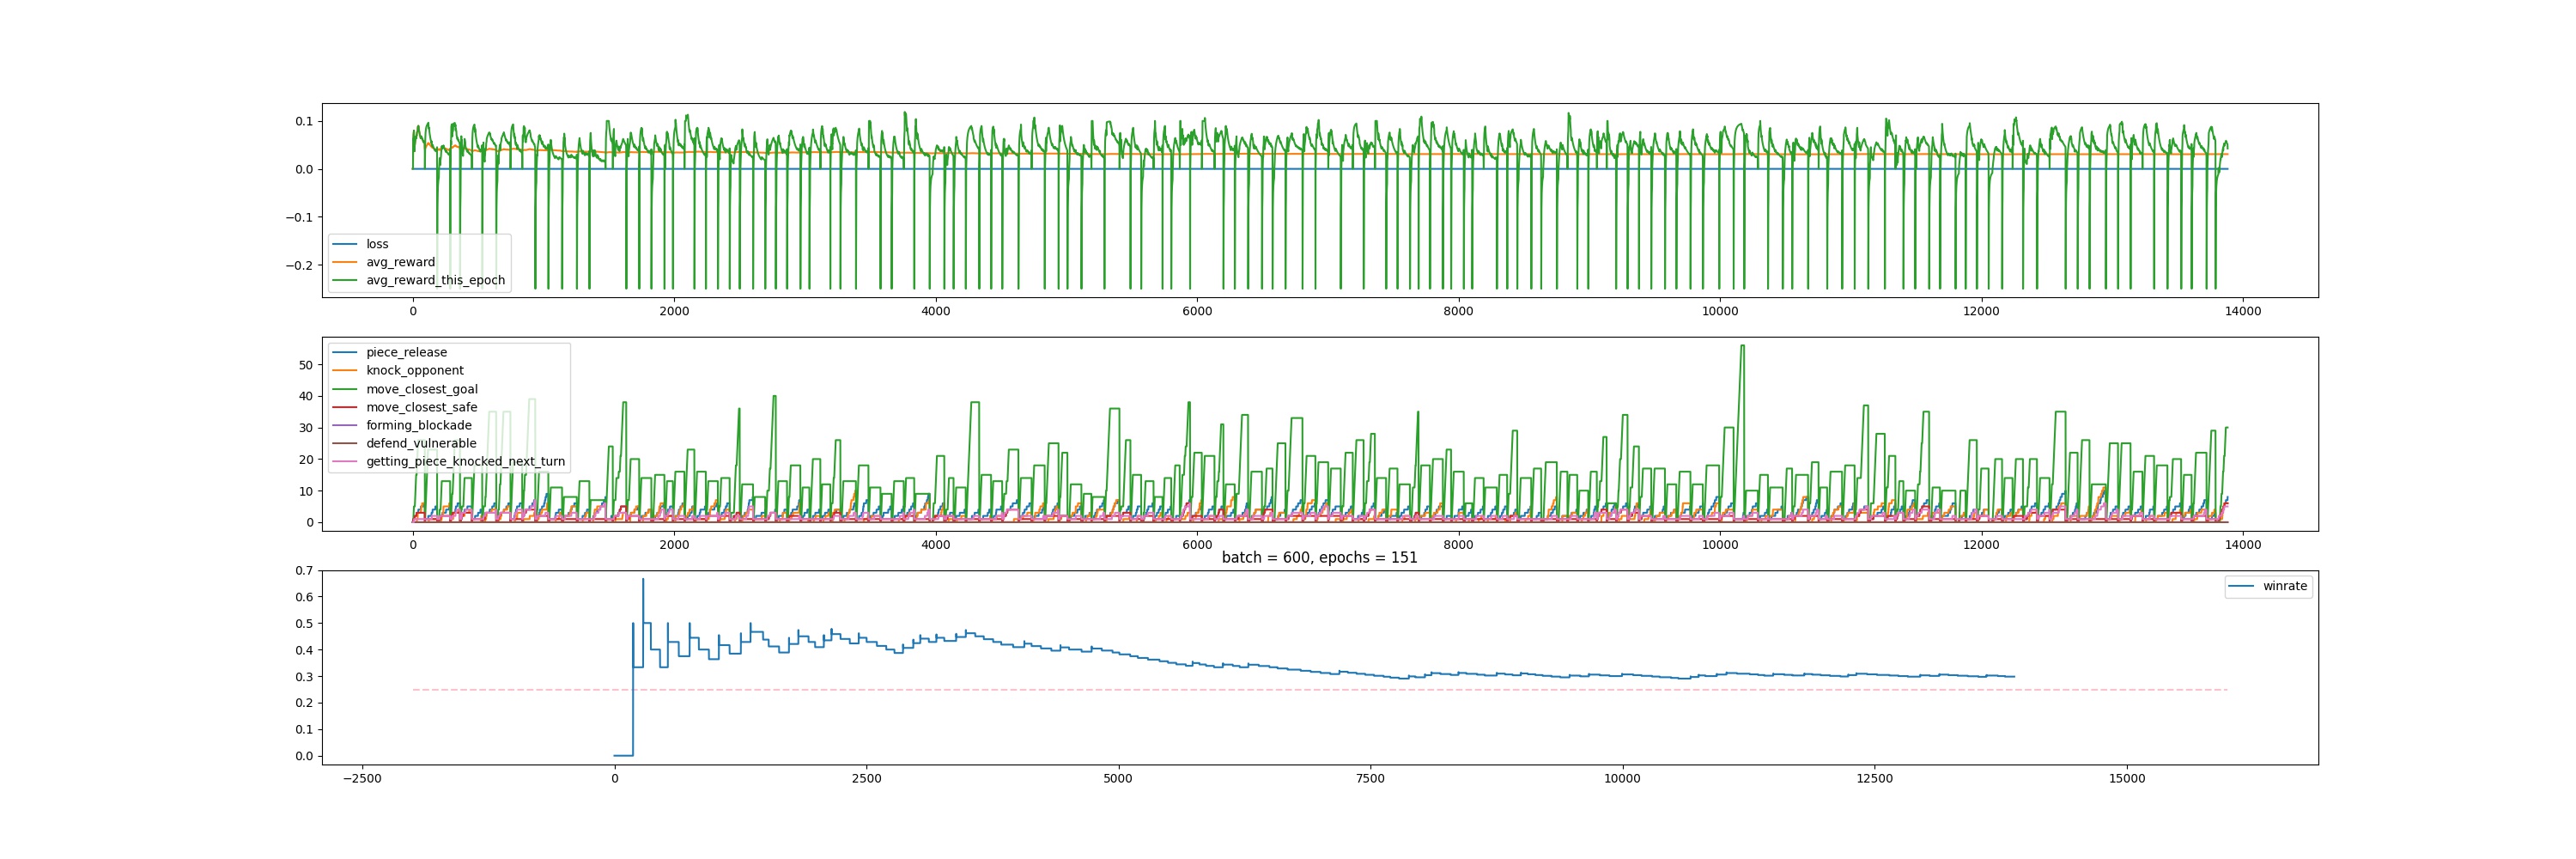 0.1
0.0
−0.1
−0.2
loss
avg_reward
avg_reward_this_epoch
0 2000 4000 6000 8000 10000 12000 14000
50
40
30
20
10
0
piece_release
knock_opponent
move_closest_goal
move_closest_safe
forming_blockade
defend_vulnerable
getting_piece_knocked_next_turn
0 2000 4000 6000 8000 10000 12000 14000
batch = 600, epochs = 151
0.7
0.6
0.5
0.4
0.3
0.2
0.1
0.0
winrate
−2500 0 2500 5000 7500 10000 12500 15000